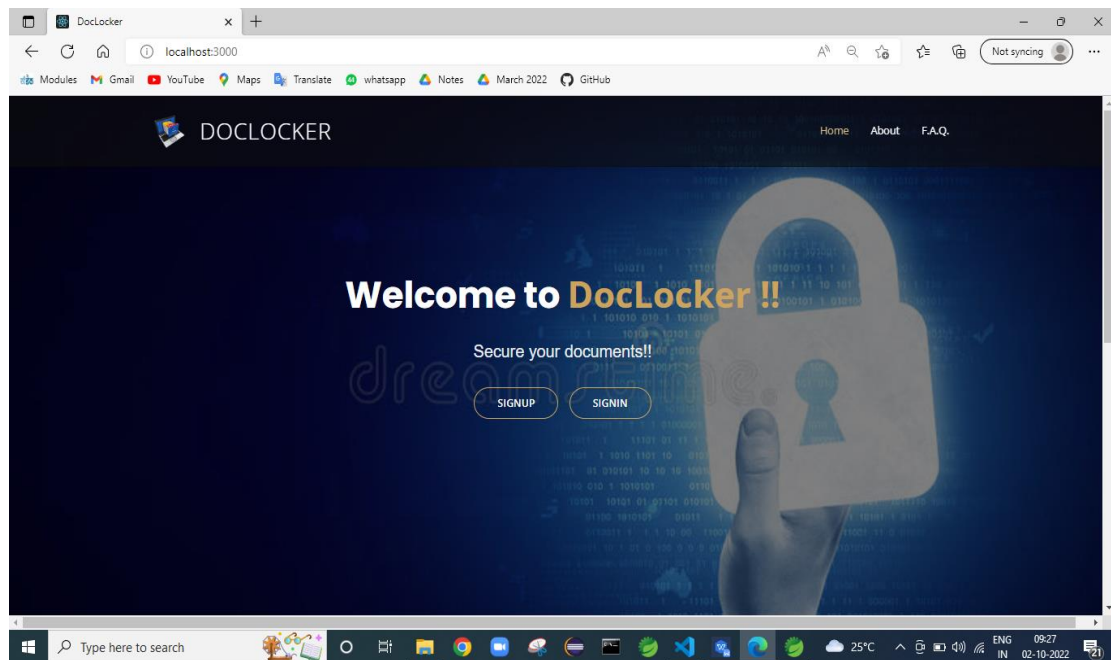 DocLocker
localhost:3000
Not syncing
Modules Gmail YouTube Maps Translate whatsapp Notes March 2022 GitHub
DOCLOCKER
Home About F.A.Q.
Welcome to DocLocker !!
Secure your documents!!
dreamstime.
SIGNUP SIGNIN
Type here to search
25°C
ENG 09:27
IN 02-10-2022
21